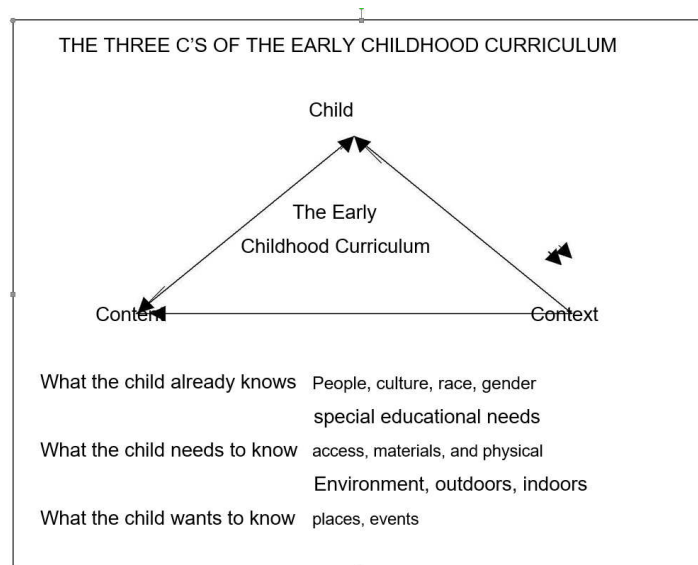 THE THREE C’S OF THE EARLY CHILDHOOD CURRICULUM
Child
The Early
Childhood Curriculum
Content Context
What the child already knows People, culture, race, gender
special educational needs
What the child needs to know access, materials, and physical
Environment, outdoors, indoors
What the child wants to know places, events